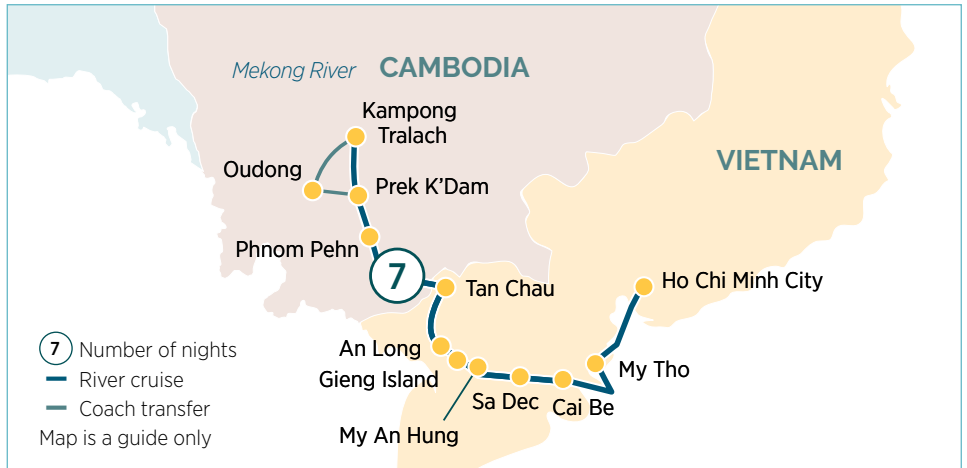 Mekong River
CAMBODIA
Kampong
Tralach
Oudong
Prek K’Dam
VIETNAM
Phnom Pehn
7
Tan Chau
Ho Chi Minh City
An Long
Gieng Island
My An Hung
Sa Dec
Cai Be
My Tho
7 Number of nights
River cruise
Coach transfer
Map is a guide only